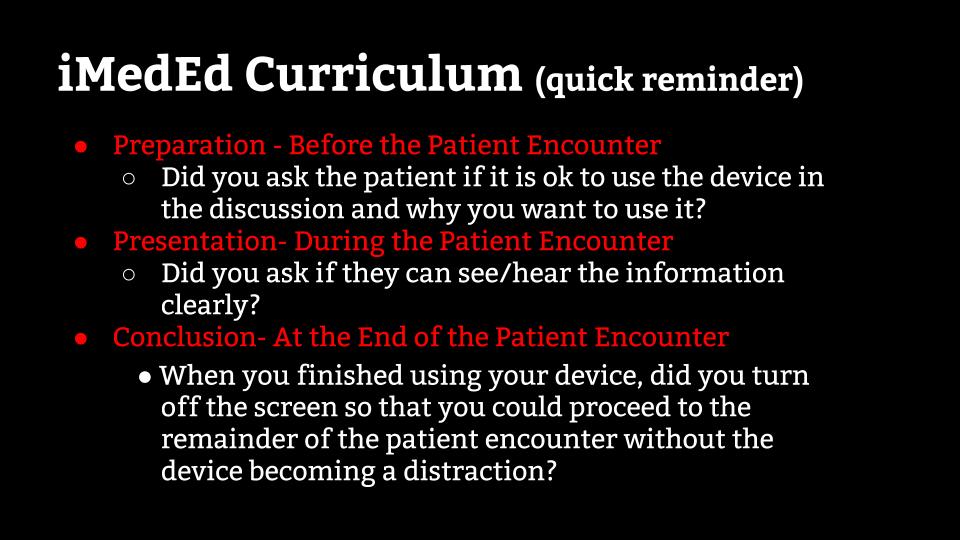 iMedEd Curriculum (quick reminder)
● Preparation - Before the Patient Encounter
○ Did you ask the patient if it is ok to use the device in
the discussion and why you want to use it?
● Presentation- During the Patient Encounter
○ Did you ask if they can see/hear the information
clearly?
● Conclusion- At the End of the Patient Encounter
● When you finished using your device, did you turn
off the screen so that you could proceed to the
remainder of the patient encounter without the
device becoming a distraction?